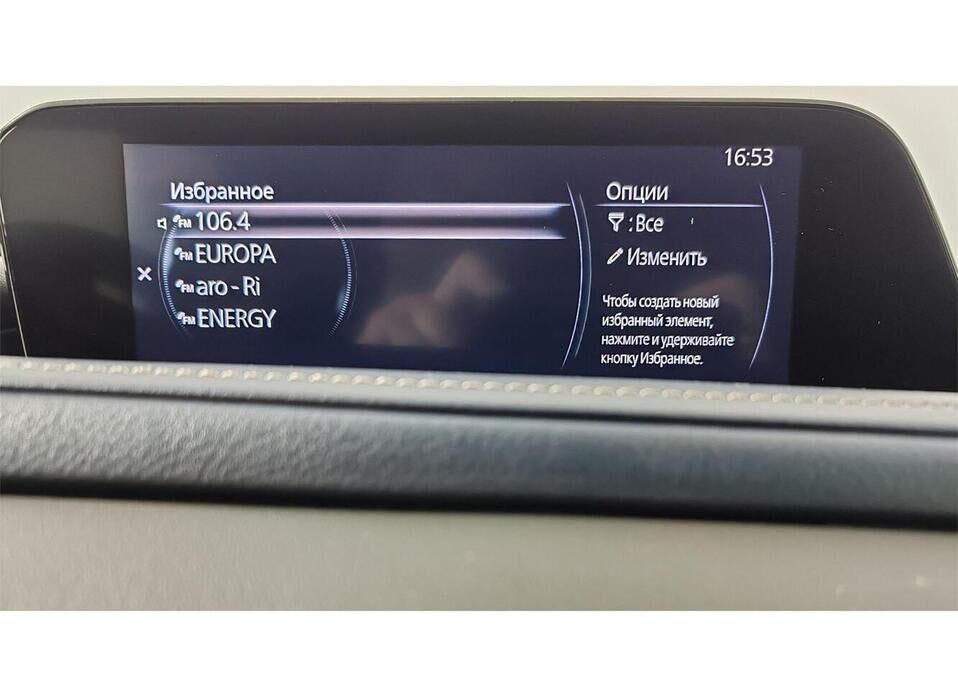 16:53
Избранное
FM 106.4
FM EUROPA
FM aro - Ri
FM ENERGY
Опции
: Все
Изменить
Чтобы создать новый
избранный элемент,
нажмите и удерживайте
кнопку Избранное.